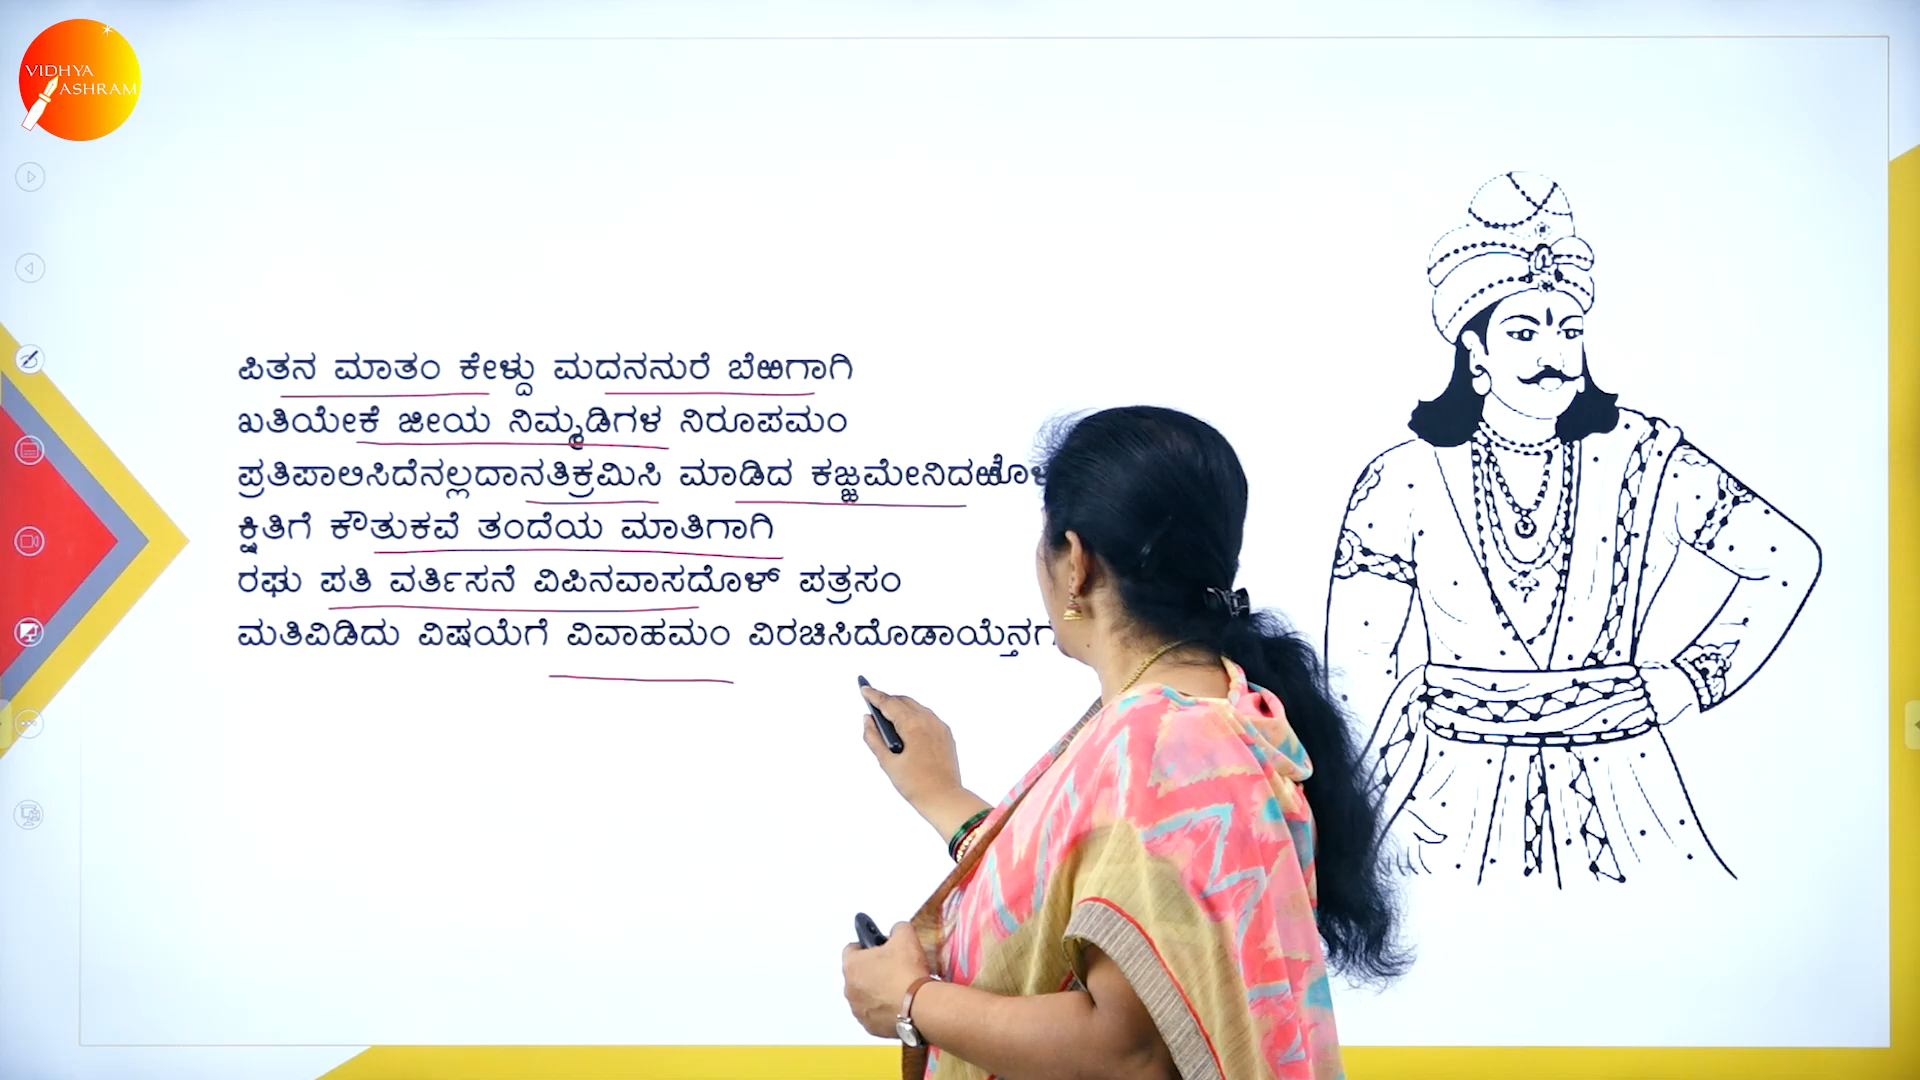 VIDHYA
ASHRAM
ಪಿತನ ಮಾತಂ ಕೇಳ್ದು ಮದನನುರೆ ಬೆಱಗಾಗಿ
ಖತಿಯೇಕೆ ಜೀಯ ನಿಮ್ಮಡಿಗಳ ನಿರೂಪಮಂ
ಪ್ರತಿಪಾಲಿಸಿದೆನಲ್ಲದಾನತಿಕ್ರಮಿಸಿ ಮಾಡಿದ ಕಜ್ಜಮೇನಿದಱೊಳ
ಕ್ಷಿತಿಗೆ ಕೌತುಕವೆ ತಂದೆಯ ಮಾತಿಗಾಗಿ
ರಘು ಪತಿ ವರ್ತಿಸನೆ ವಿಪಿನವಾಸದೊಳ್ ಪತ್ರಸಂ
ಮತಿವಿಡಿದು ವಿಷಯೆಗೆ ವಿವಾಹಮಂ ವಿರಚಿಸಿದೊಡಾಯ್ತೆನಗ